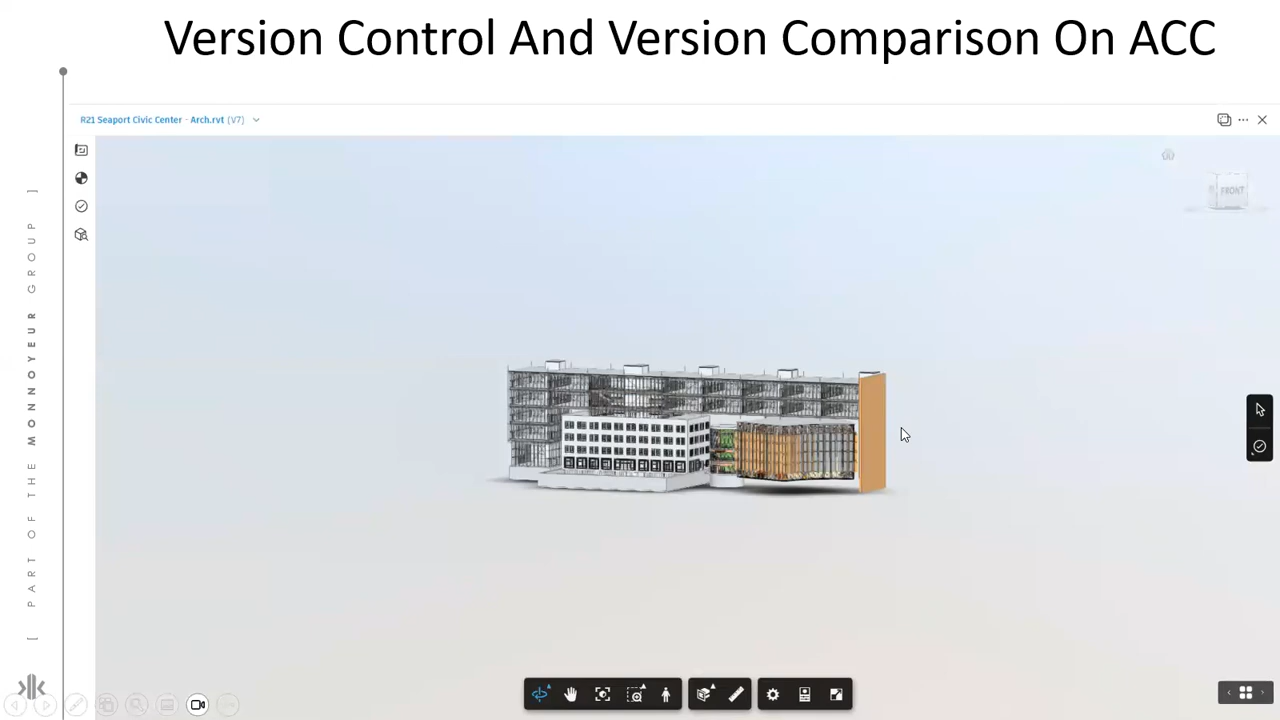 Version Control And Version Comparison On ACC
R21 Seaport Civic Center - Arch.rvt (V7)
FRONT
[ PART OF THE MONNOYEUR GROUP ]